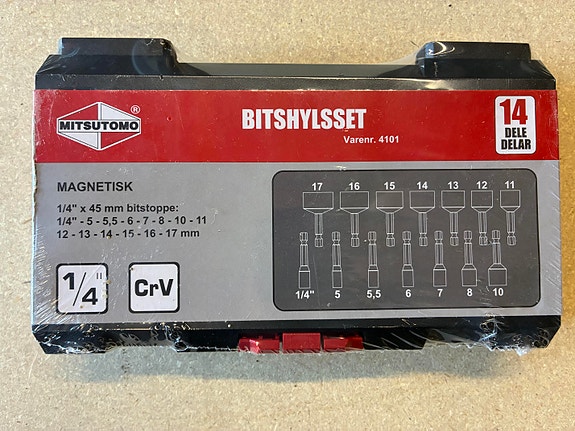 MITSUTOMO ®
BITSHYLSSET
Varenr. 4101
14
DELE
DELAR
MAGNETISK
1/4" x 45 mm bitstoppe:
1/4" - 5 - 5,5 - 6 - 7 - 8 - 10 - 11
12 - 13 - 14 - 15 - 16 - 17 mm
1/4"
CrV
17 16 15 14 13 12 11
1/4" 5 5,5 6 7 8 10